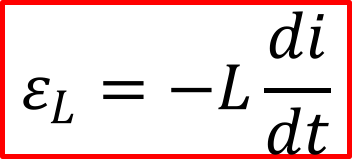 ε_L = −L di/dt